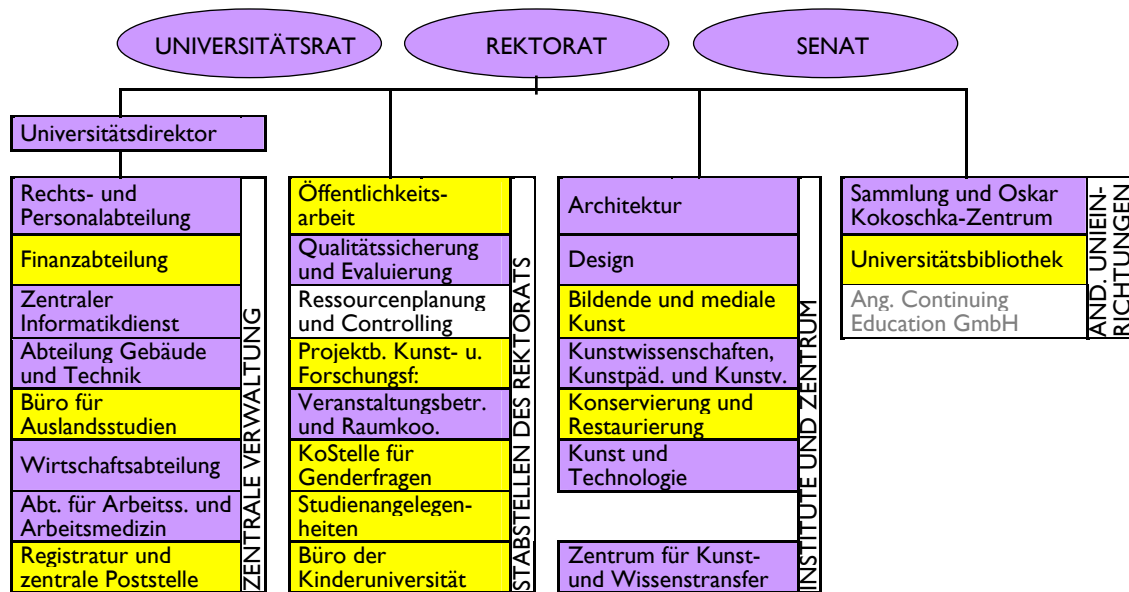 UNIVERSITÄTSRAT
REKTORAT
SENAT
Universitätsdirektor
Rechts- und
Personalabteilung
Finanzabteilung
Zentraler
Informatikdienst
Abteilung Gebäude
und Technik
Büro für
Auslandsstudien
Wirtschaftsabteilung
Abt. für Arbeitss. und
Arbeitsmedizin
Registratur und
zentrale Poststelle
ZENTRALE VERWALTUNG
Öffentlichkeits-
arbeit
Qualitätssicherung
und Evaluierung
Ressourcenplanung
und Controlling
Projektb. Kunst- u.
Forschungsf:
Veranstaltungsbetr.
und Raumkoo.
KoStelle für
Genderfragen
Studienangelegen-
heiten
Büro der
Kinderuniversität
STABSTELLEN DES REKTORATS
Architektur
Design
Bildende und mediale
Kunst
Kunstwissenschaften,
Kunstpäd. und Kunstv.
Konservierung und
Restaurierung
Kunst und
Technologie
Zentrum für Kunst-
und Wissenstransfer
INSTITUTE UND ZENTRUM
Sammlung und Oskar
Kokoschka-Zentrum
Universitätsbibliothek
Ang. Continuing
Education GmbH
AND. UNIEIN-
RICHTUNGEN